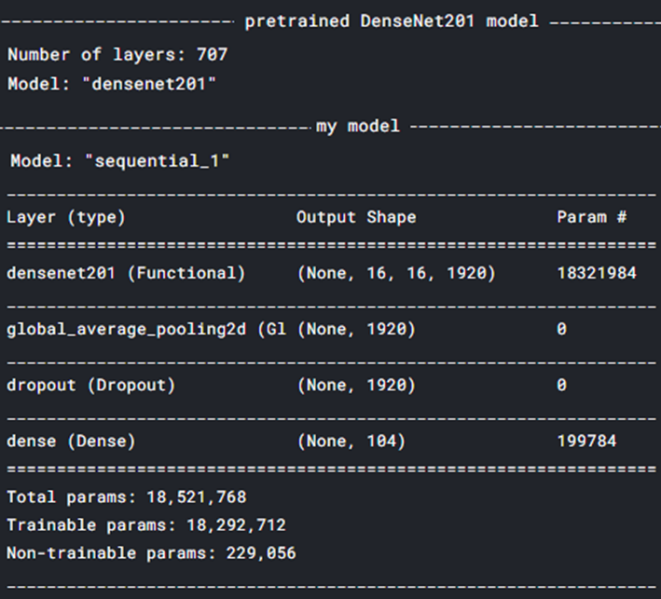 ----------------------- pretrained DenseNet201 model -----------
Number of layers: 707
Model: "densenet201"
------------------------------- my model -------------------------
Model: "sequential_1"
_________________________________________________________________
Layer (type)                 Output Shape              Param #
=================================================================
densenet201 (Functional)     (None, 16, 16, 1920)      18321984
_________________________________________________________________
global_average_pooling2d (Gl (None, 1920)              0
_________________________________________________________________
dropout (Dropout)            (None, 1920)              0
_________________________________________________________________
dense (Dense)                (None, 104)               199784
=================================================================
Total params: 18,521,768
Trainable params: 18,292,712
Non-trainable params: 229,056
_________________________________________________________________